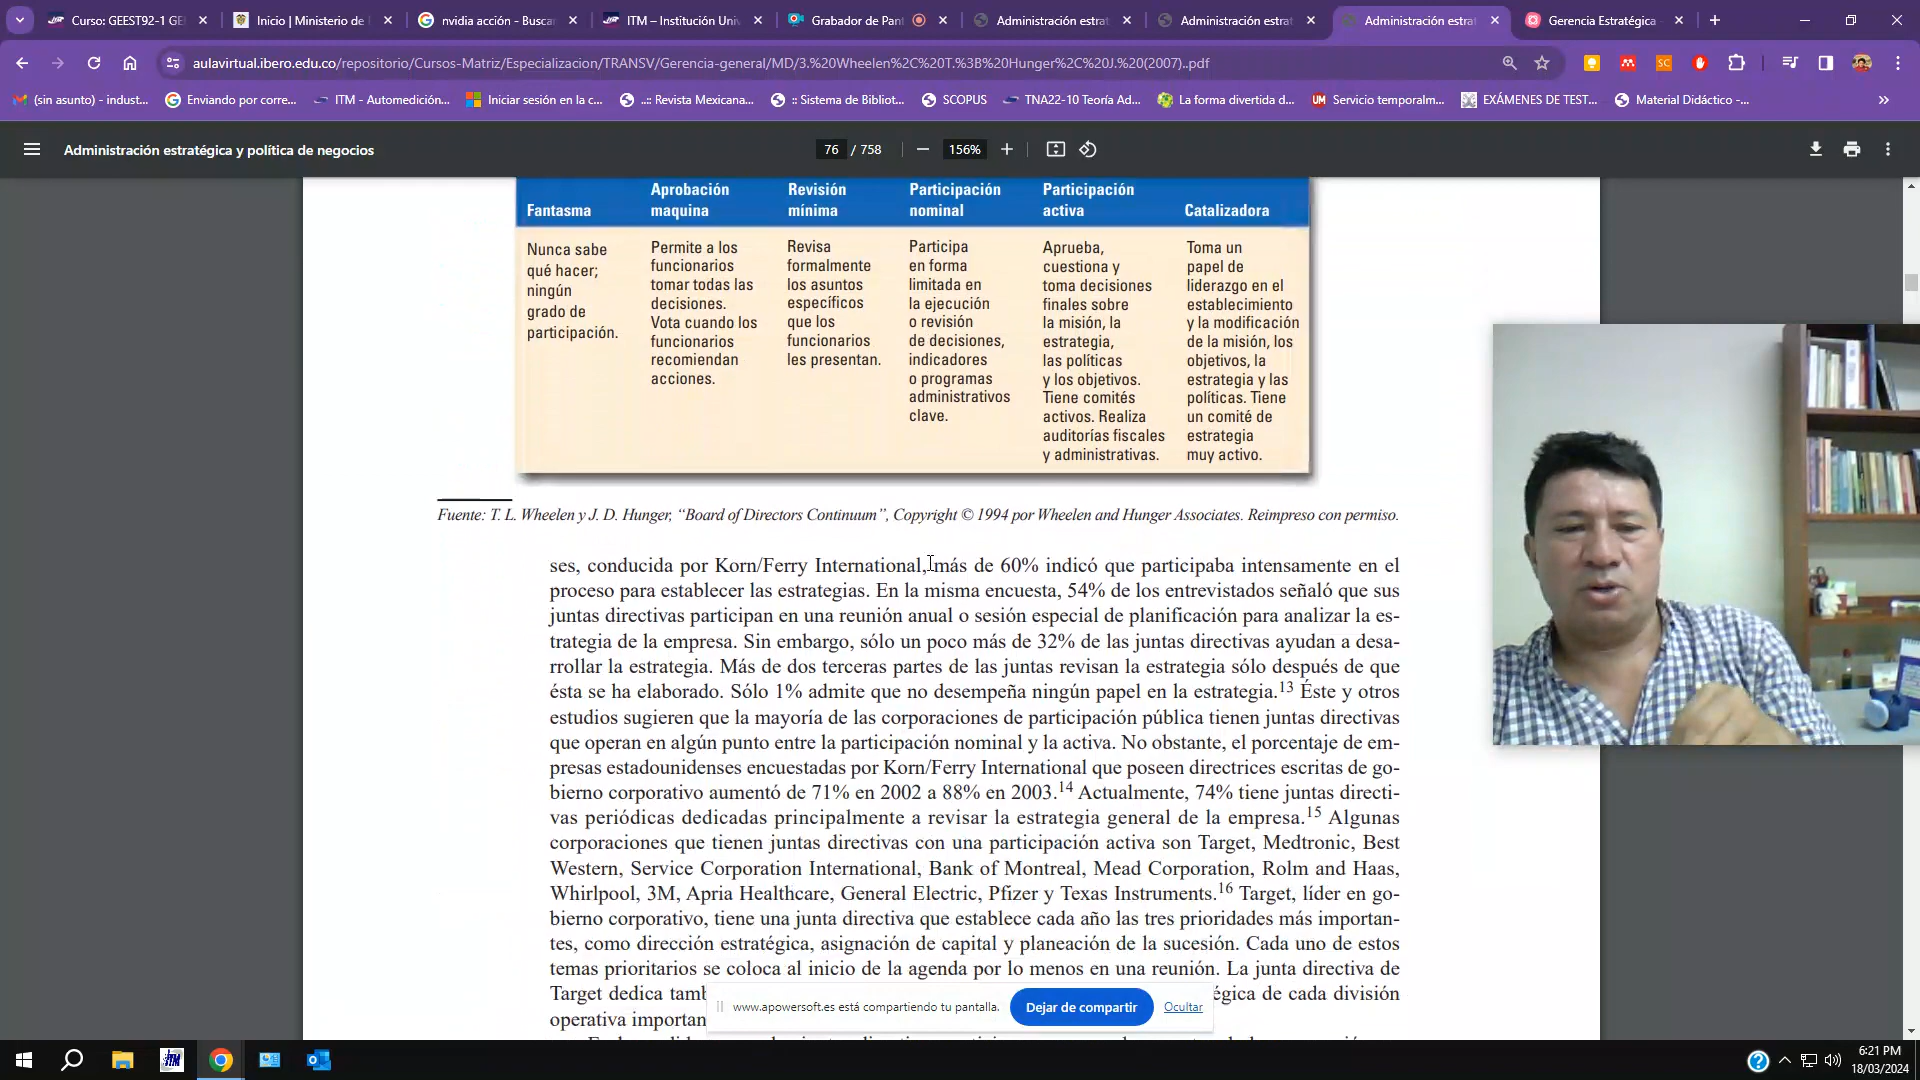 Curso: GEEST92-1 GE
Inicio | Ministerio de
nvidia acción - Buscar
ITM – Institución Univ
Grabador de Pant
Administración estrat
Administración estrat
Administración estrat
Gerencia Estratégica
aulavirtual.ibero.edu.co/repositorio/Cursos-Matriz/Especializacion/TRANSV/Gerencia-general/MD/3.%20Wheelen%2C%20T.%3B%20Hunger%2C%20J.%20(2007)..pdf
(sin asunto) - indust...
Enviando por corre...
ITM - Automedición...
Iniciar sesión en la c...
..:: Revista Mexicana...
:: Sistema de Bibliot...
SCOPUS
TNA22-10 Teoría Ad...
La forma divertida d...
UM Servicio temporalm...
EXÁMENES DE TEST...
Material Didáctico -...
Administración estratégica y política de negocios
76 / 758
156%
Fantasma
Aprobación
maquina
Revisión
mínima
Participación
nominal
Participación
activa
Catalizadora
Nunca sabe
qué hacer;
ningún
grado de
participación.
Permite a los
funcionarios
tomar todas las
decisiones.
Vota cuando los
funcionarios
recomiendan
acciones.
Revisa
formalmente
los asuntos
específicos
que los
funcionarios
les presentan.
Participa
en forma
limitada en
la ejecución
o revisión
de decisiones,
indicadores
o programas
administrativos
clave.
Aprueba,
cuestiona y
toma decisiones
finales sobre
la misión, la
estrategia,
las políticas
y los objetivos.
Tiene comités
activos. Realiza
auditorías fiscales
y administrativas.
Toma un
papel de
liderazgo en el
establecimiento
y la modificación
de la misión, los
objetivos, la
estrategia y las
políticas. Tiene
un comité de
estrategia
muy activo.
Fuente: T. L. Wheelen y J. D. Hunger, “Board of Directors Continuum”, Copyright © 1994 por Wheelen and Hunger Associates. Reimpreso con permiso.
ses, conducida por Korn/Ferry International, más de 60% indicó que participaba intensamente en el
proceso para establecer las estrategias. En la misma encuesta, 54% de los entrevistados señaló que sus
juntas directivas participan en una reunión anual o sesión especial de planificación para analizar la es-
trategia de la empresa. Sin embargo, sólo un poco más de 32% de las juntas directivas ayudan a desa-
rrollar la estrategia. Más de dos terceras partes de las juntas revisan la estrategia sólo después de que
ésta se ha elaborado. Sólo 1% admite que no desempeña ningún papel en la estrategia.13 Éste y otros
estudios sugieren que la mayoría de las corporaciones de participación pública tienen juntas directivas
que operan en algún punto entre la participación nominal y la activa. No obstante, el porcentaje de em-
presas estadounidenses encuestadas por Korn/Ferry International que poseen directrices escritas de go-
bierno corporativo aumentó de 71% en 2002 a 88% en 2003.14 Actualmente, 74% tiene juntas directi-
vas periódicas dedicadas principalmente a revisar la estrategia general de la empresa.15 Algunas
corporaciones que tienen juntas directivas con una participación activa son Target, Medtronic, Best
Western, Service Corporation International, Bank of Montreal, Mead Corporation, Rolm and Haas,
Whirlpool, 3M, Apria Healthcare, General Electric, Pfizer y Texas Instruments.16 Target, líder en go-
bierno corporativo, tiene una junta directiva que establece cada año las tres prioridades más importan-
tes, como dirección estratégica, asignación de capital y planeación de la sucesión. Cada uno de estos
temas prioritarios se coloca al inicio de la agenda por lo menos en una reunión. La junta directiva de
Target dedica tamb
égica de cada división
operativa importan
www.apowersoft.es está compartiendo tu pantalla.
Dejar de compartir
Ocultar
6:21 PM
18/03/2024